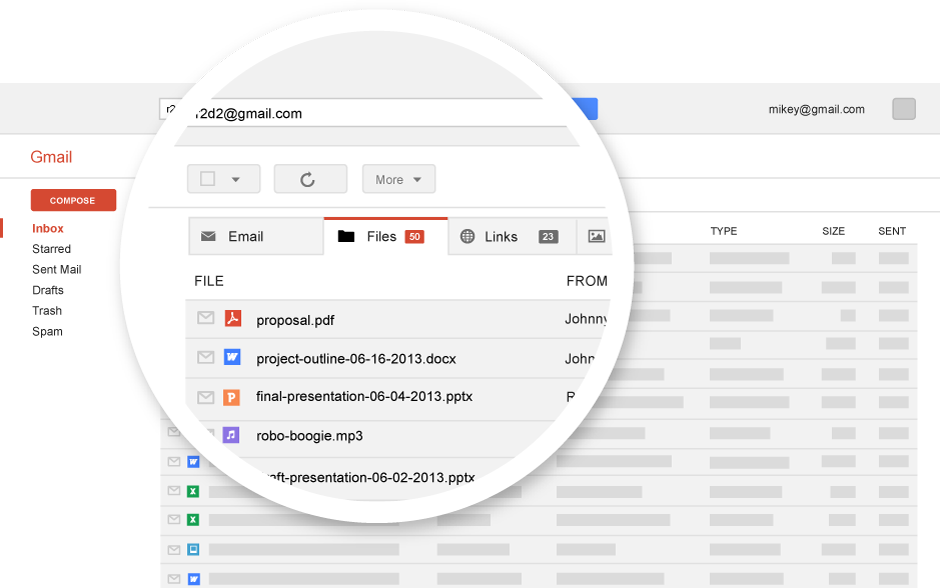 r2
r2d2@gmail.com
mikey@gmail.com
Gmail
More
COMPOSE
Inbox
Starred
Sent Mail
Drafts
Trash
Spam
Email
Files 50
Links 23
TYPE
SIZE
SENT
FILE
FROM
proposal.pdf
Johnny
project-outline-06-16-2013.docx
John
final-presentation-06-04-2013.pptx
robo-boogie.mp3
aft-presentation-06-02-2013.pptx